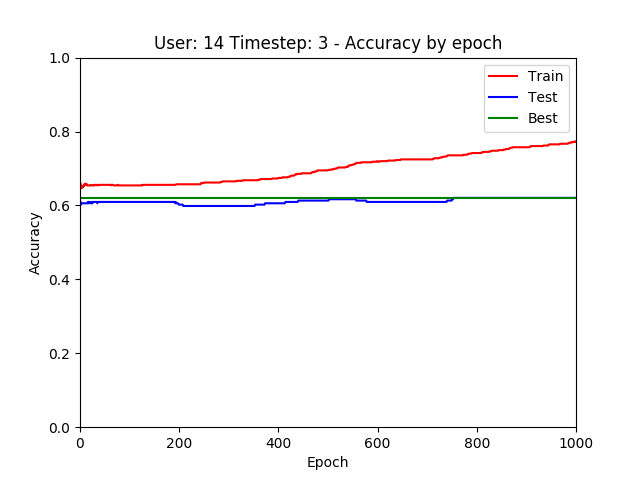 User: 14 Timestep: 3 - Accuracy by epoch
Train
Test
Best
1.0
0.8
0.6
0.4
0.2
0.0
Accuracy
0 200 400 600 800 1000
Epoch